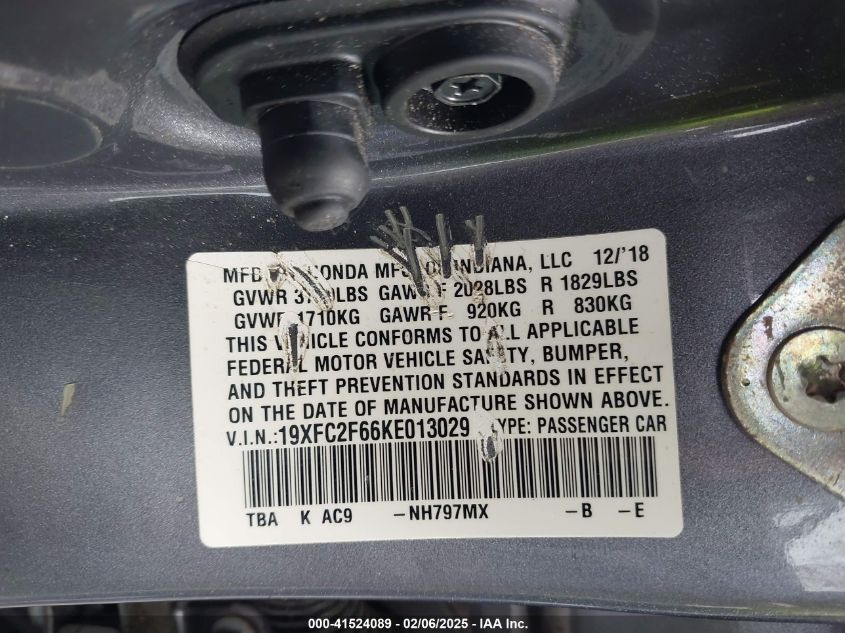 MFD HONDA MFG OF INDIANA, LLC 12/'18
GVWR LBS GAWR F 2028LBS R 1829LBS
GVWR 1710KG GAWR F 920KG R 830KG
THIS VEHICLE CONFORMS TO ALL APPLICABLE
FEDERAL MOTOR VEHICLE SAFETY, BUMPER,
AND THEFT PREVENTION STANDARDS IN EFFECT
ON THE DATE OF MANUFACTURE SHOWN ABOVE.
V.I.N.:19XFC2F66KE013029 TYPE: PASSENGER CAR
TBA K AC9 -NH797MX -B -E
000-41524089 - 02/06/2025 - IAA Inc.